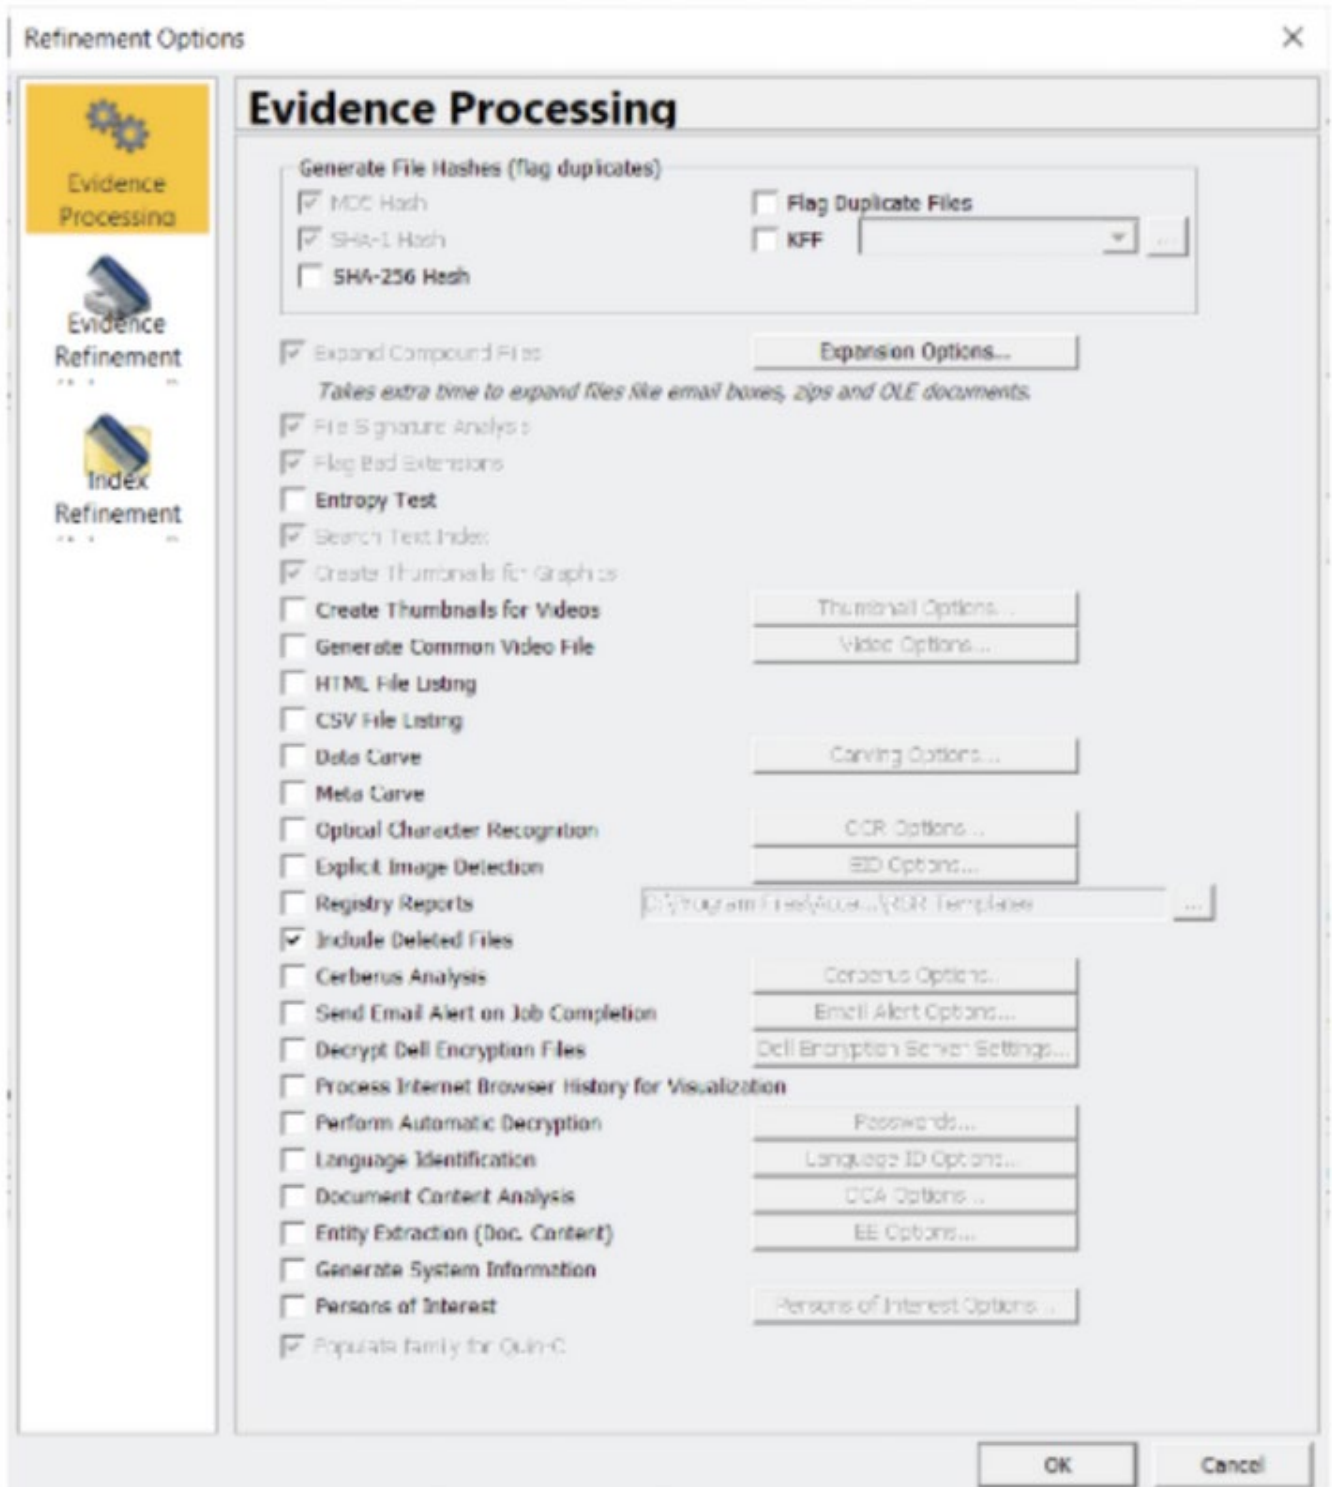 Refinement Options
Evidence
Processing
Evidence
Refinement
Index
Refinement
Evidence Processing
Generate File Hashes (flag duplicates)
MD5 Hash
Flag Duplicate Files
SHA-1 Hash
KFF
...
SHA-256 Hash
Expand Compound Files
Expansion Options...
Takes extra time to expand files like email boxes, zips and OLE documents.
File Signature Analysis
Flag Bad Extensions
Entropy Test
Search Text Index
Create Thumbnails for Graphics
Create Thumbnails for Videos
Thumbnail Options...
Generate Common Video File
Video Options...
HTML File Listing
CSV File Listing
Data Carve
Carving Options...
Meta Carve
Optical Character Recognition
OCR Options...
Explicit Image Detection
EID Options...
Registry Reports
Program Files\Acce...\RSR Templates
...
Include Deleted Files
Cerberus Analysis
Cerberus Options...
Send Email Alert on Job Completion
Email Alert Options...
Decrypt Dell Encryption Files
Dell Encryption Server Settings...
Process Internet Browser History for Visualization
Perform Automatic Decryption
Passwords...
Language Identification
Language ID Options...
Document Content Analysis
DCA Options...
Entity Extraction (Doc. Content)
EE Options...
Generate System Information
Persons of Interest
Persons of Interest Options...
Populate family for Quin-C
OK
Cancel